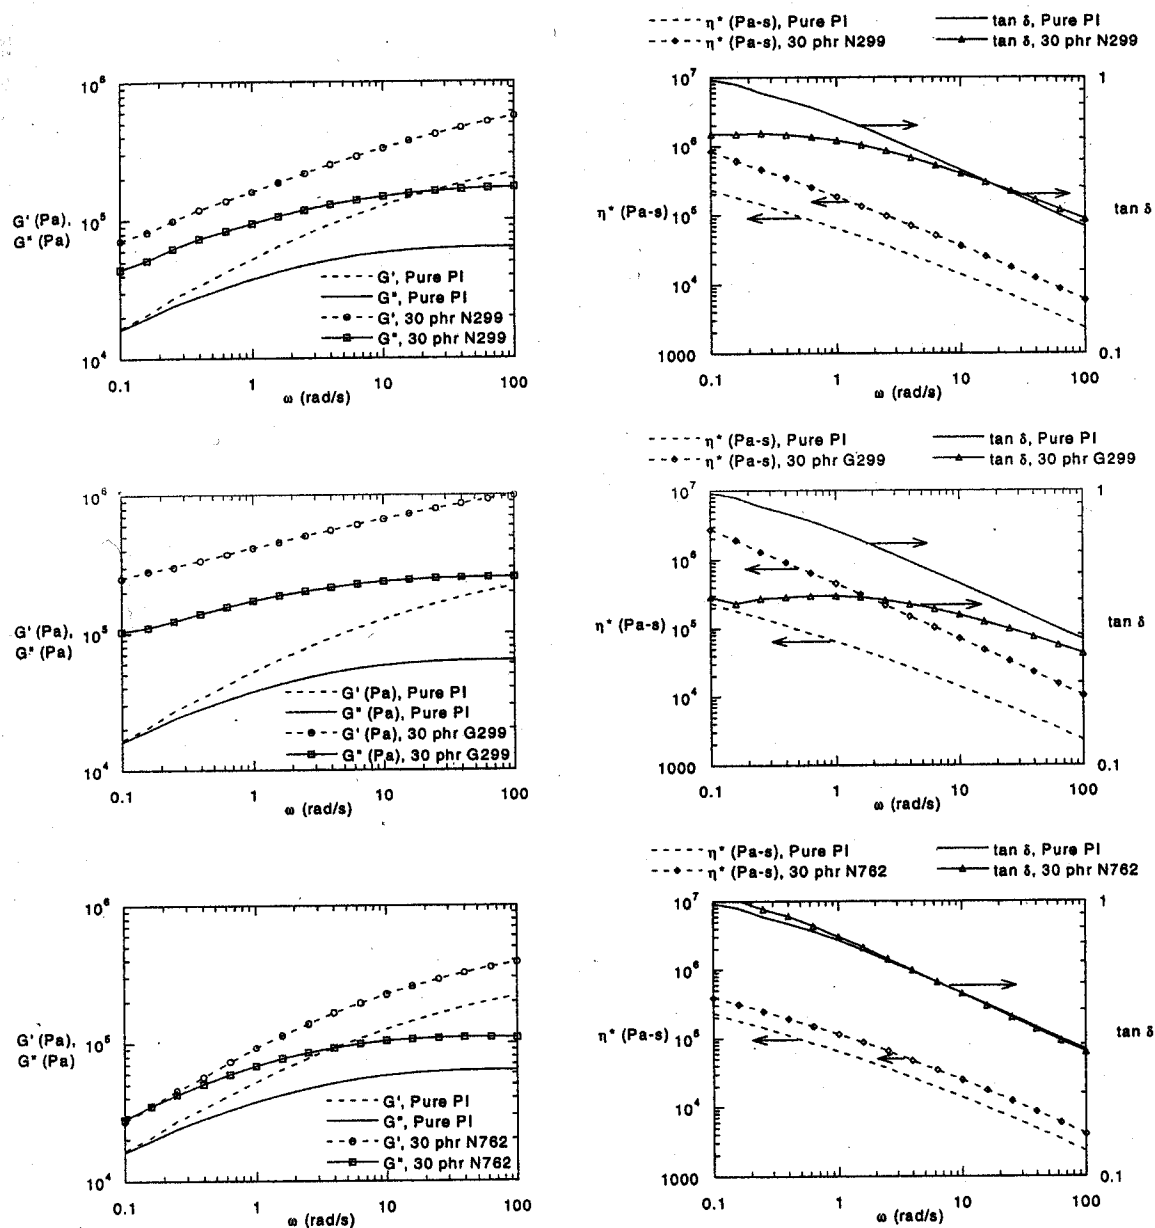 η* (Pa-s), Pure PI
tan δ, Pure PI
η* (Pa-s), 30 phr N299
tan δ, 30 phr N299
10⁶
10⁵
10⁴
G' (Pa),
G" (Pa)
G', Pure PI
G", Pure PI
G', 30 phr N299
G", 30 phr N299
0.1
1
10
100
ω (rad/s)
10⁷
10⁶
10⁵
10⁴
1000
η* (Pa-s)
1
0.1
tan δ
0.1
1
10
100
ω (rad/s)
η* (Pa-s), Pure PI
tan δ, Pure PI
η* (Pa-s), 30 phr G299
tan δ, 30 phr G299
10⁶
10⁵
10⁴
G' (Pa),
G" (Pa)
G' (Pa), Pure PI
G" (Pa), Pure PI
G' (Pa), 30 phr G299
G" (Pa), 30 phr G299
0.1
1
10
100
ω (rad/s)
10⁷
10⁶
10⁵
10⁴
1000
η* (Pa-s)
1
0.1
tan δ
0.1
1
10
100
ω (rad/s)
η* (Pa-s), Pure PI
tan δ, Pure PI
η* (Pa-s), 30 phr N762
tan δ, 30 phr N762
10⁶
10⁵
10⁴
G' (Pa),
G" (Pa)
G', Pure PI
G", Pure PI
G', 30 phr N762
G", 30 phr N762
0.1
1
10
100
ω (rad/s)
10⁷
10⁶
10⁵
10⁴
1000
η* (Pa-s)
1
0.1
tan δ
0.1
1
10
100
ω (rad/s)